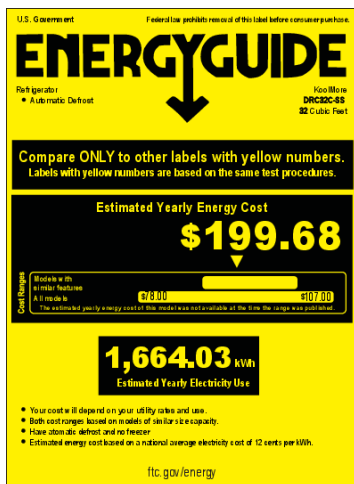 U.S. Government Federal law prohibits removal of this label before consumer purchase.
ENERGYGUIDE
Refrigerator
• Automatic Defrost
KoolMore
DRC32C-SS
32 Cubic Feet
Compare ONLY to other labels with yellow numbers.
Labels with yellow numbers are based on the same test procedures.
Estimated Yearly Energy Cost
$199.68
Cost Ranges
Models with
similar features
All models
$78.00 $107.00
The estimated yearly energy cost of this model was not available at the time the range was published.
1,664.03 kWh
Estimated Yearly Electricity Use
• Your cost will depend on your utility rates and use.
• Both cost ranges based on models of similar size capacity.
• Have atomatic defrost and no freezer
• Estimated energy cost based on a national average electricity cost of 12 cents per kWh.
ftc.gov/energy